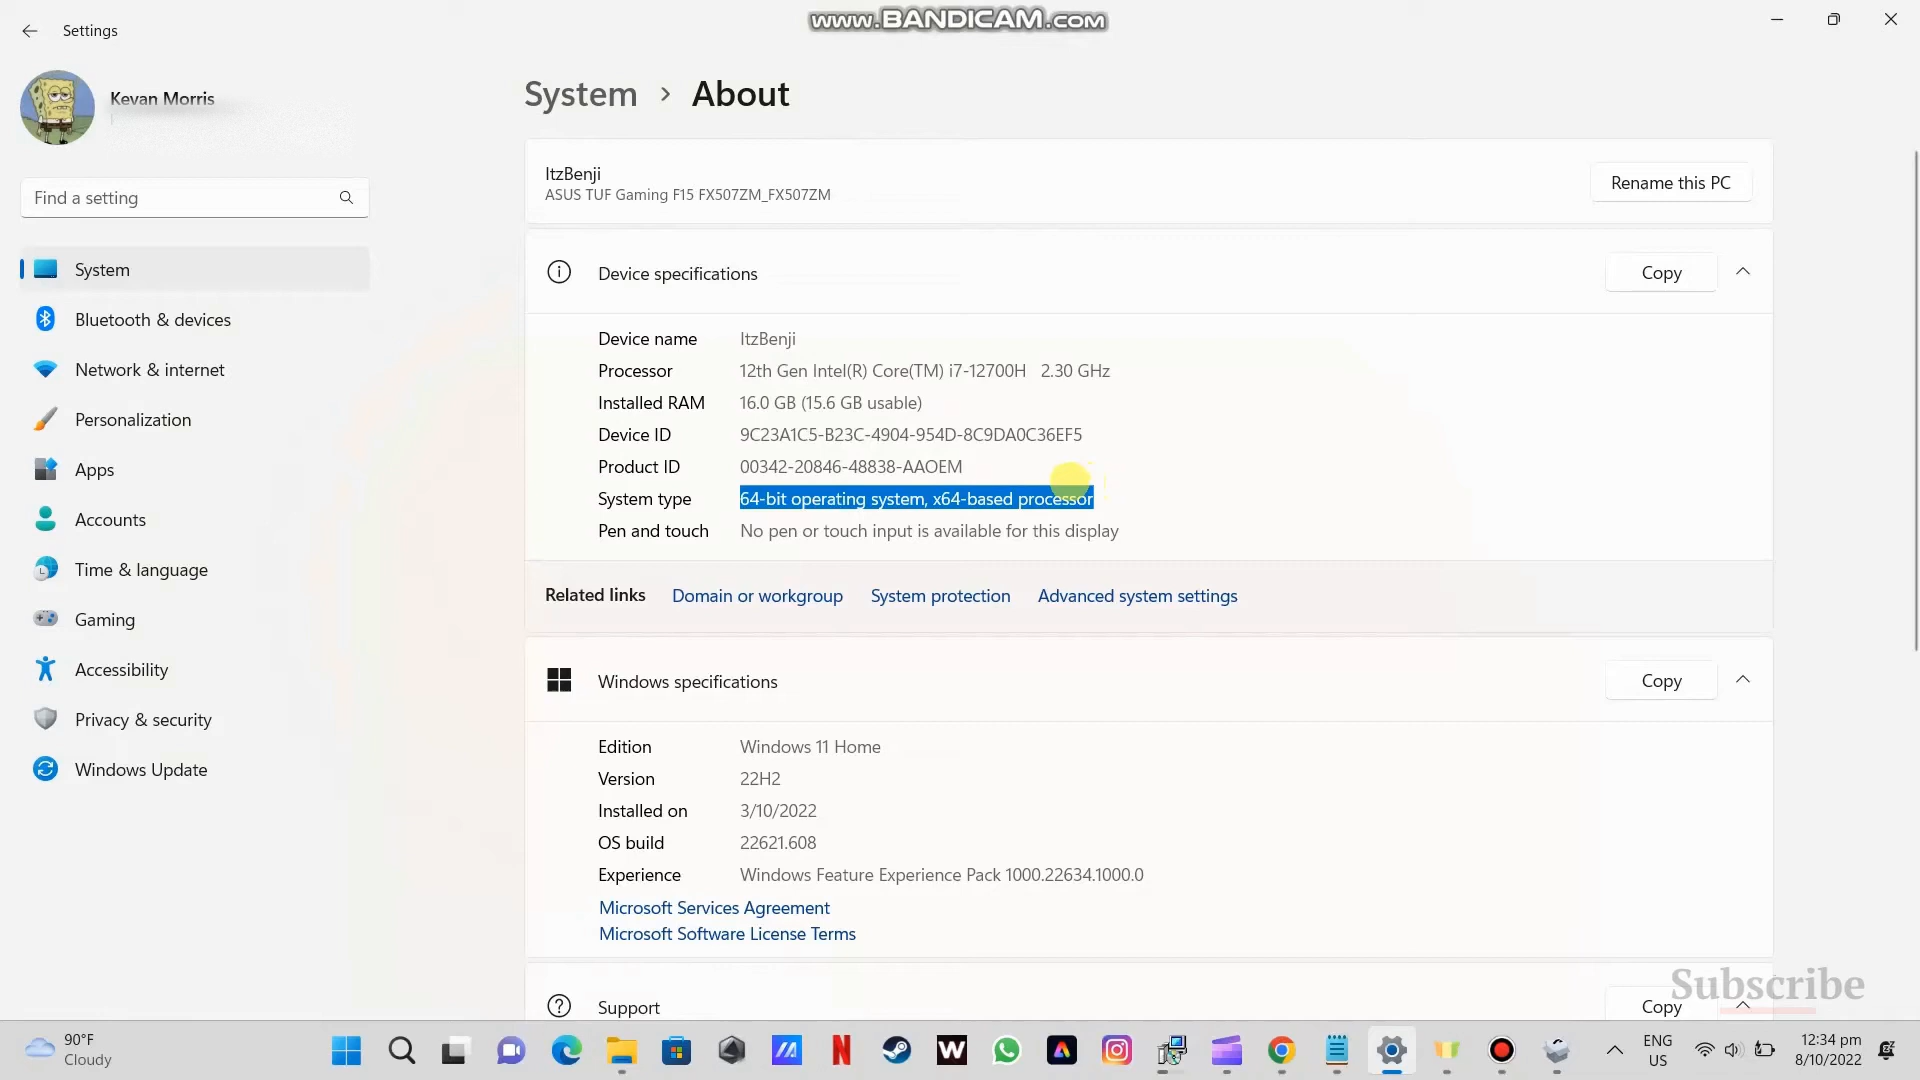 www.BANDICAM.com
Settings
Kevan Morris
Find a setting
System
Bluetooth & devices
Network & internet
Personalization
Apps
Accounts
Time & language
Gaming
Accessibility
Privacy & security
Windows Update
System > About
ItzBenji
ASUS TUF Gaming F15 FX507ZM_FX507ZM
Rename this PC
Device specifications
Copy
Device name ItzBenji
Processor 12th Gen Intel(R) Core(TM) i7-12700H 2.30 GHz
Installed RAM 16.0 GB (15.6 GB usable)
Device ID 9C23A1C5-B23C-4904-954D-8C9DA0C36EF5
Product ID 00342-20846-48838-AAOEM
System type 64-bit operating system, x64-based processor
Pen and touch No pen or touch input is available for this display
Related links Domain or workgroup System protection Advanced system settings
Windows specifications
Copy
Edition Windows 11 Home
Version 22H2
Installed on 3/10/2022
OS build 22621.608
Experience Windows Feature Experience Pack 1000.22634.1000.0
Microsoft Services Agreement
Microsoft Software License Terms
Support
Copy
Subscribe
90°F
Cloudy
ENG
US
12:34 pm
8/10/2022